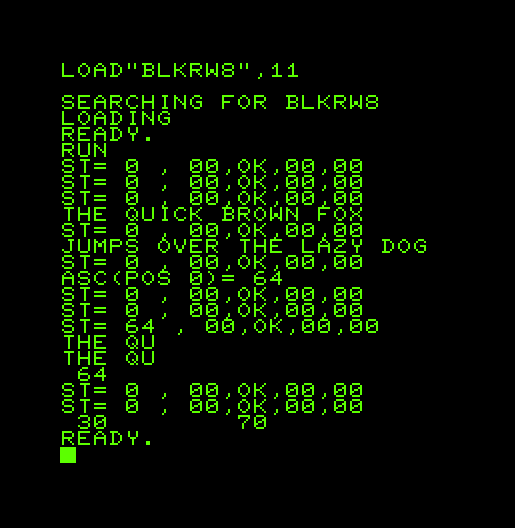 LOAD"BLKRW8",11
SEARCHING FOR BLKRW8
LOADING
READY.
RUN
ST= 0 , 00,OK,00,00
ST= 0 , 00,OK,00,00
ST= 0 , 00,OK,00,00
THE QUICK BROWN FOX
ST= 0 , 00,OK,00,00
JUMPS OVER THE LAZY DOG
ST= 0 , 00,OK,00,00
ASC(POS 0)= 64
ST= 0 , 00,OK,00,00
ST= 0 , 00,OK,00,00
ST= 64 , 00,OK,00,00
THE QU
THE QU
64
ST= 0 , 00,OK,00,00
ST= 0 , 00,OK,00,00
30 70
READY.